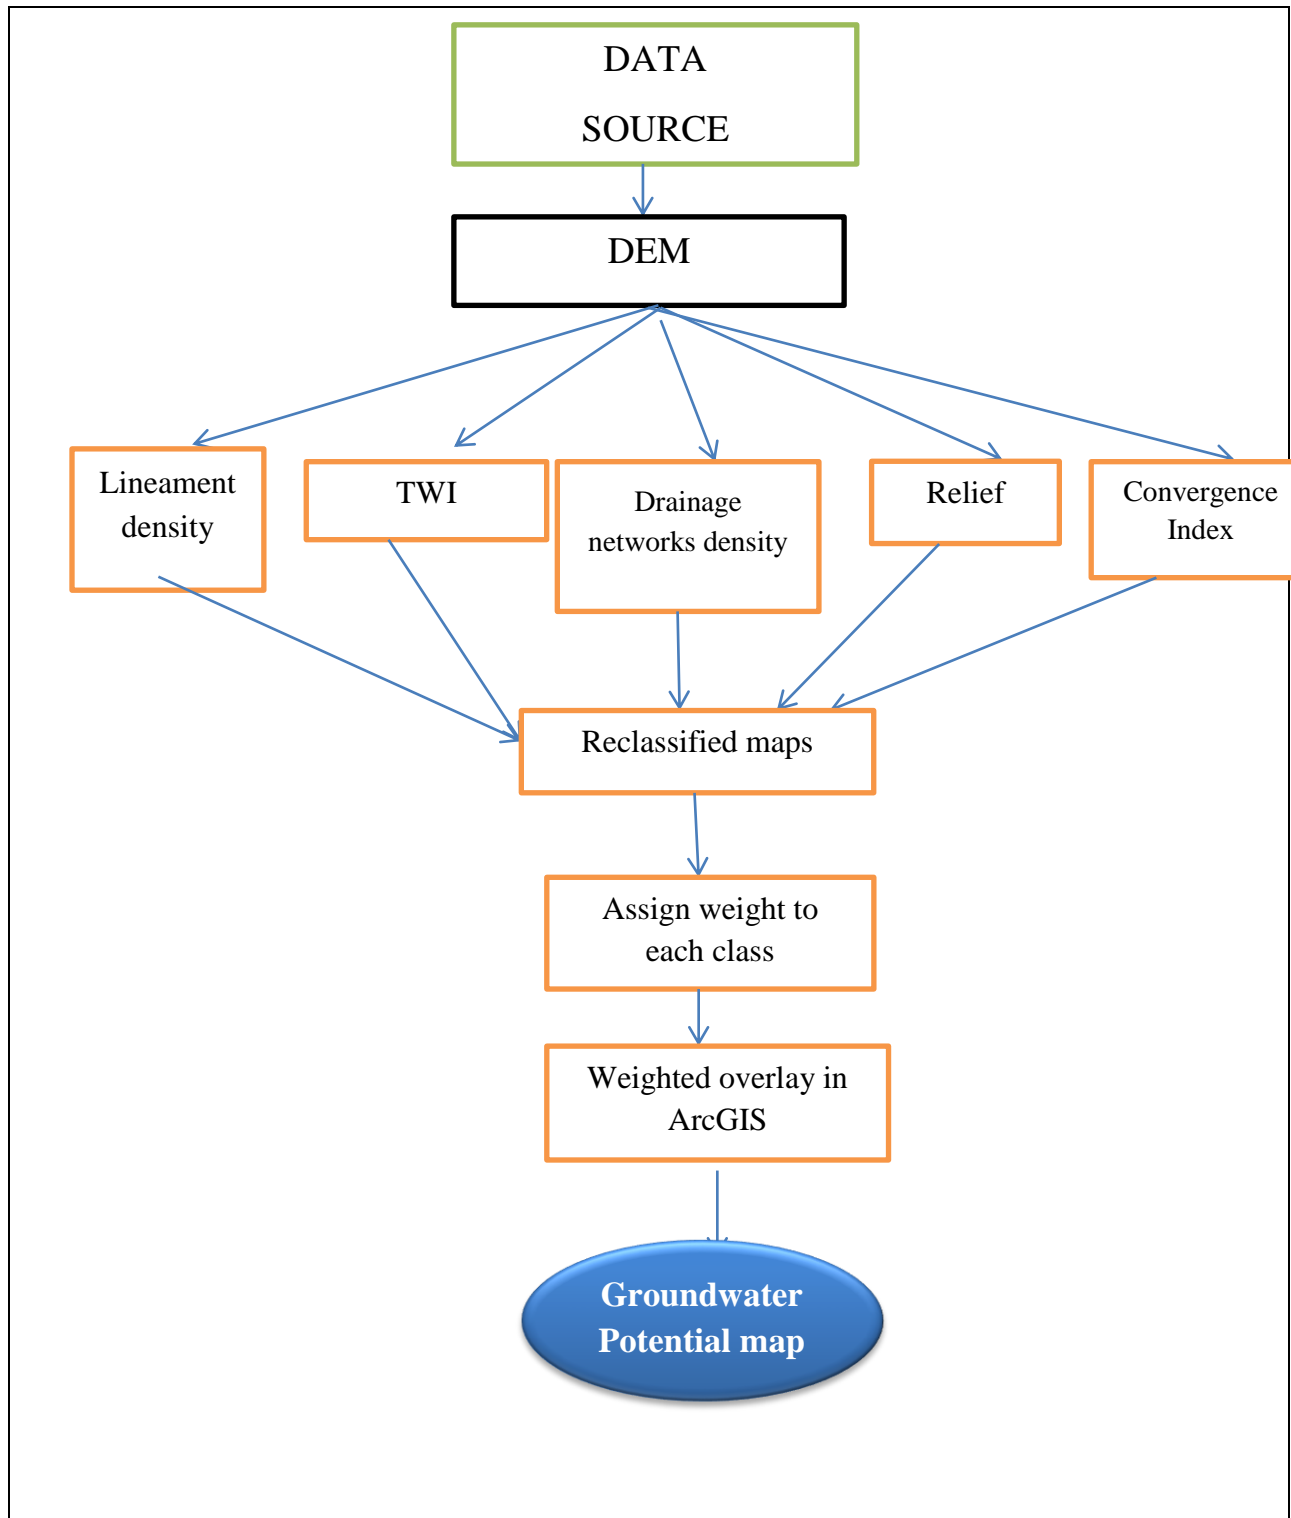 DATA
SOURCE
DEM
Lineament
density
TWI
Drainage
networks density
Relief
Convergence
Index
Reclassified maps
Assign weight to
each class
Weighted overlay in
ArcGIS
Groundwater
Potential map